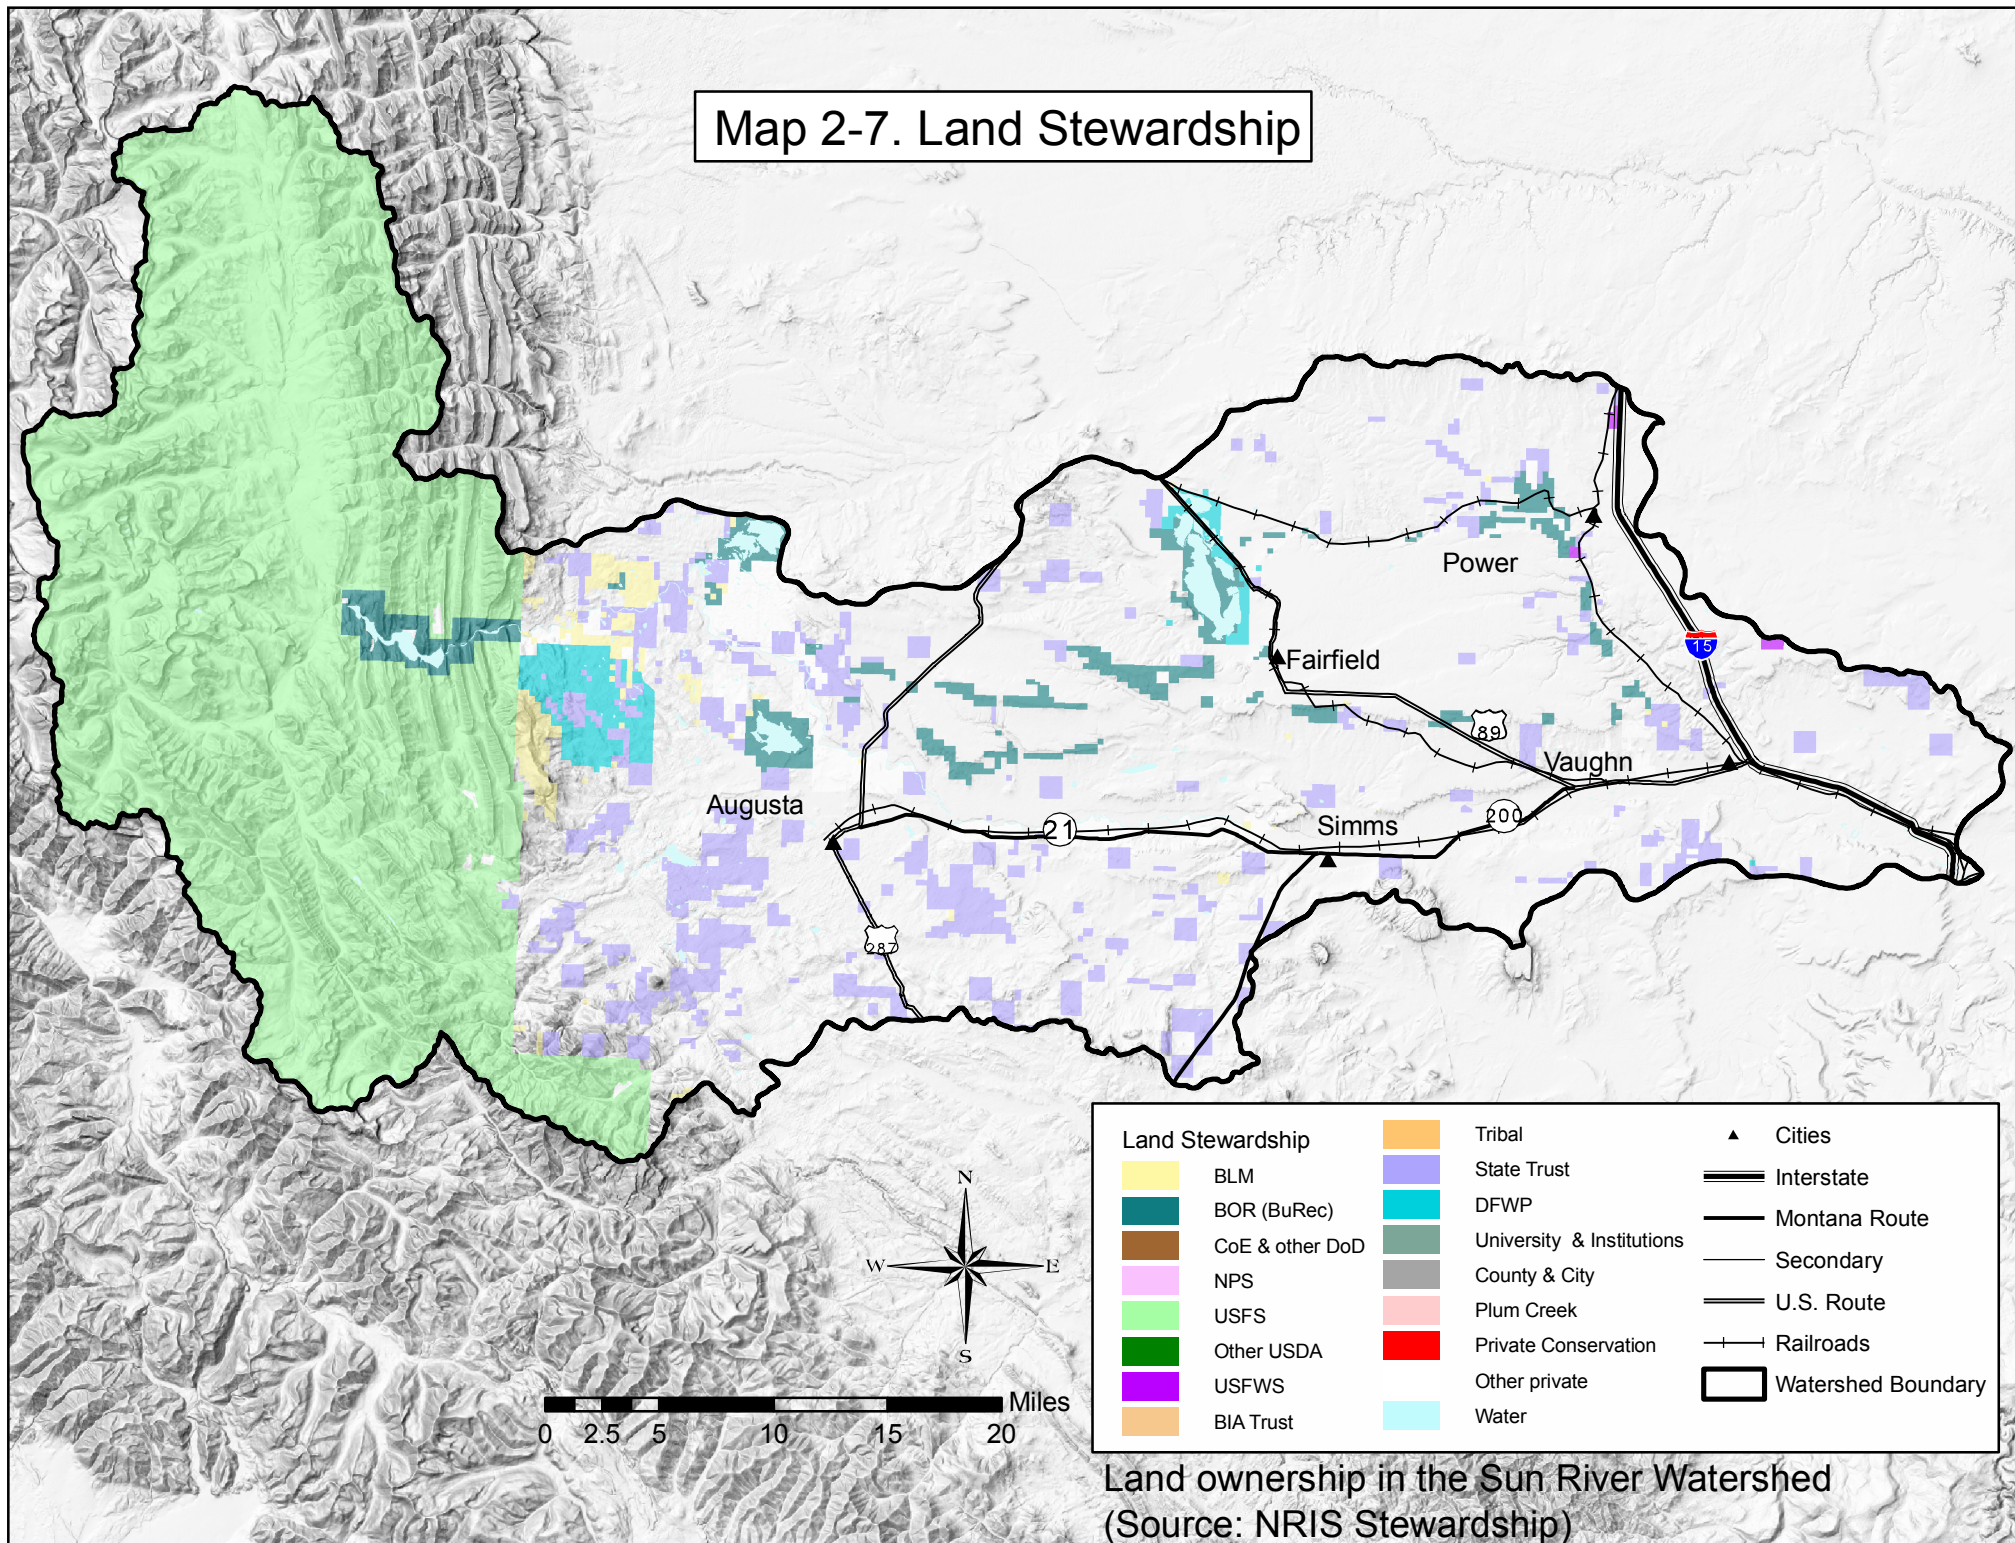 Map 2-7. Land Stewardship
Power
15
Fairfield
89
Vaughn
Augusta
21
Simms
200
287
Land Stewardship
BLM
BOR (BuRec)
CoE & other DoD
NPS
USFS
Other USDA
USFWS
BIA Trust
Tribal
State Trust
DFWP
University & Institutions
County & City
Plum Creek
Private Conservation
Other private
Water
Cities
Interstate
Montana Route
Secondary
U.S. Route
Railroads
Watershed Boundary
N
W E
S
Miles
0 2.5 5 10 15 20
Land ownership in the Sun River Watershed
(Source: NRIS Stewardship)